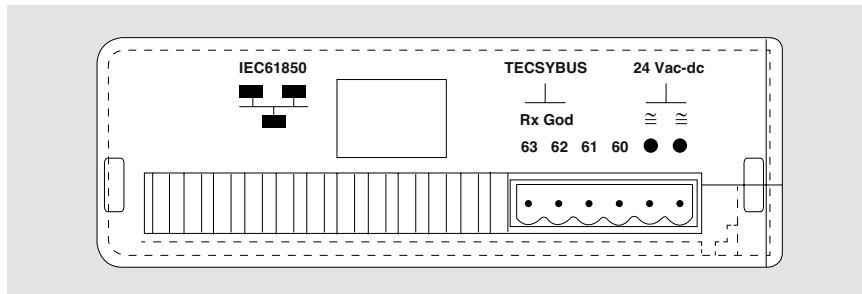 IEC61850 TECSYBUS 24 Vac-dc
Rx God ≅ ≅
63 62 61 60